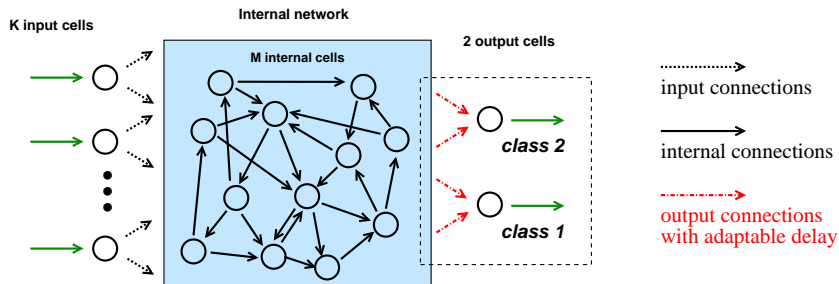 Internal network
K input cells
2 output cells
M internal cells
input connections
class 2
internal connections
class 1
output connections
with adaptable delay